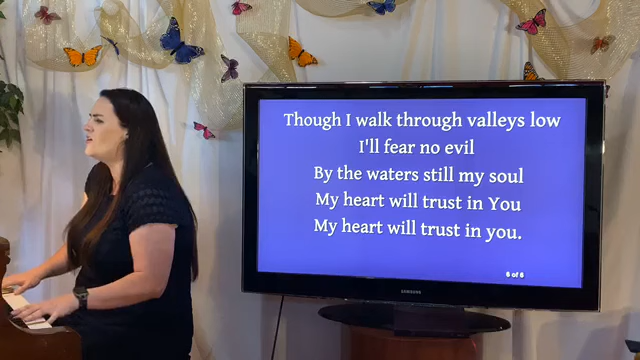 Though I walk through valleys low
I'll fear no evil
By the waters still my soul
My heart will trust in You
My heart will trust in you.
6 of 6
SAMSUNG